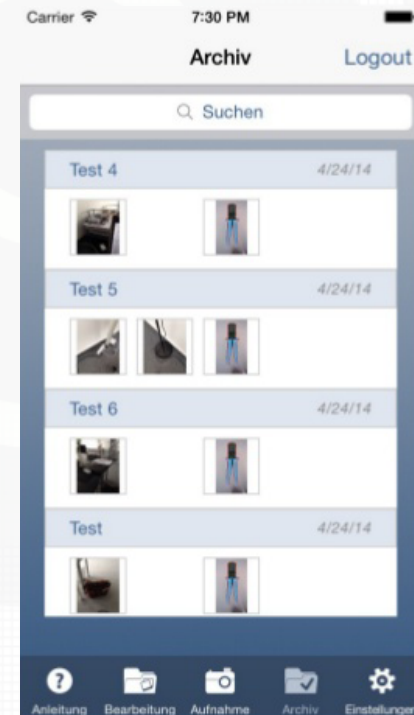 Carrier 7:30 PM
Archiv Logout
Suchen
Test 4 4/24/14
Test 5 4/24/14
Test 6 4/24/14
Test 4/24/14
Anleitung Bearbeitung Aufnahme Archiv Einstellungen